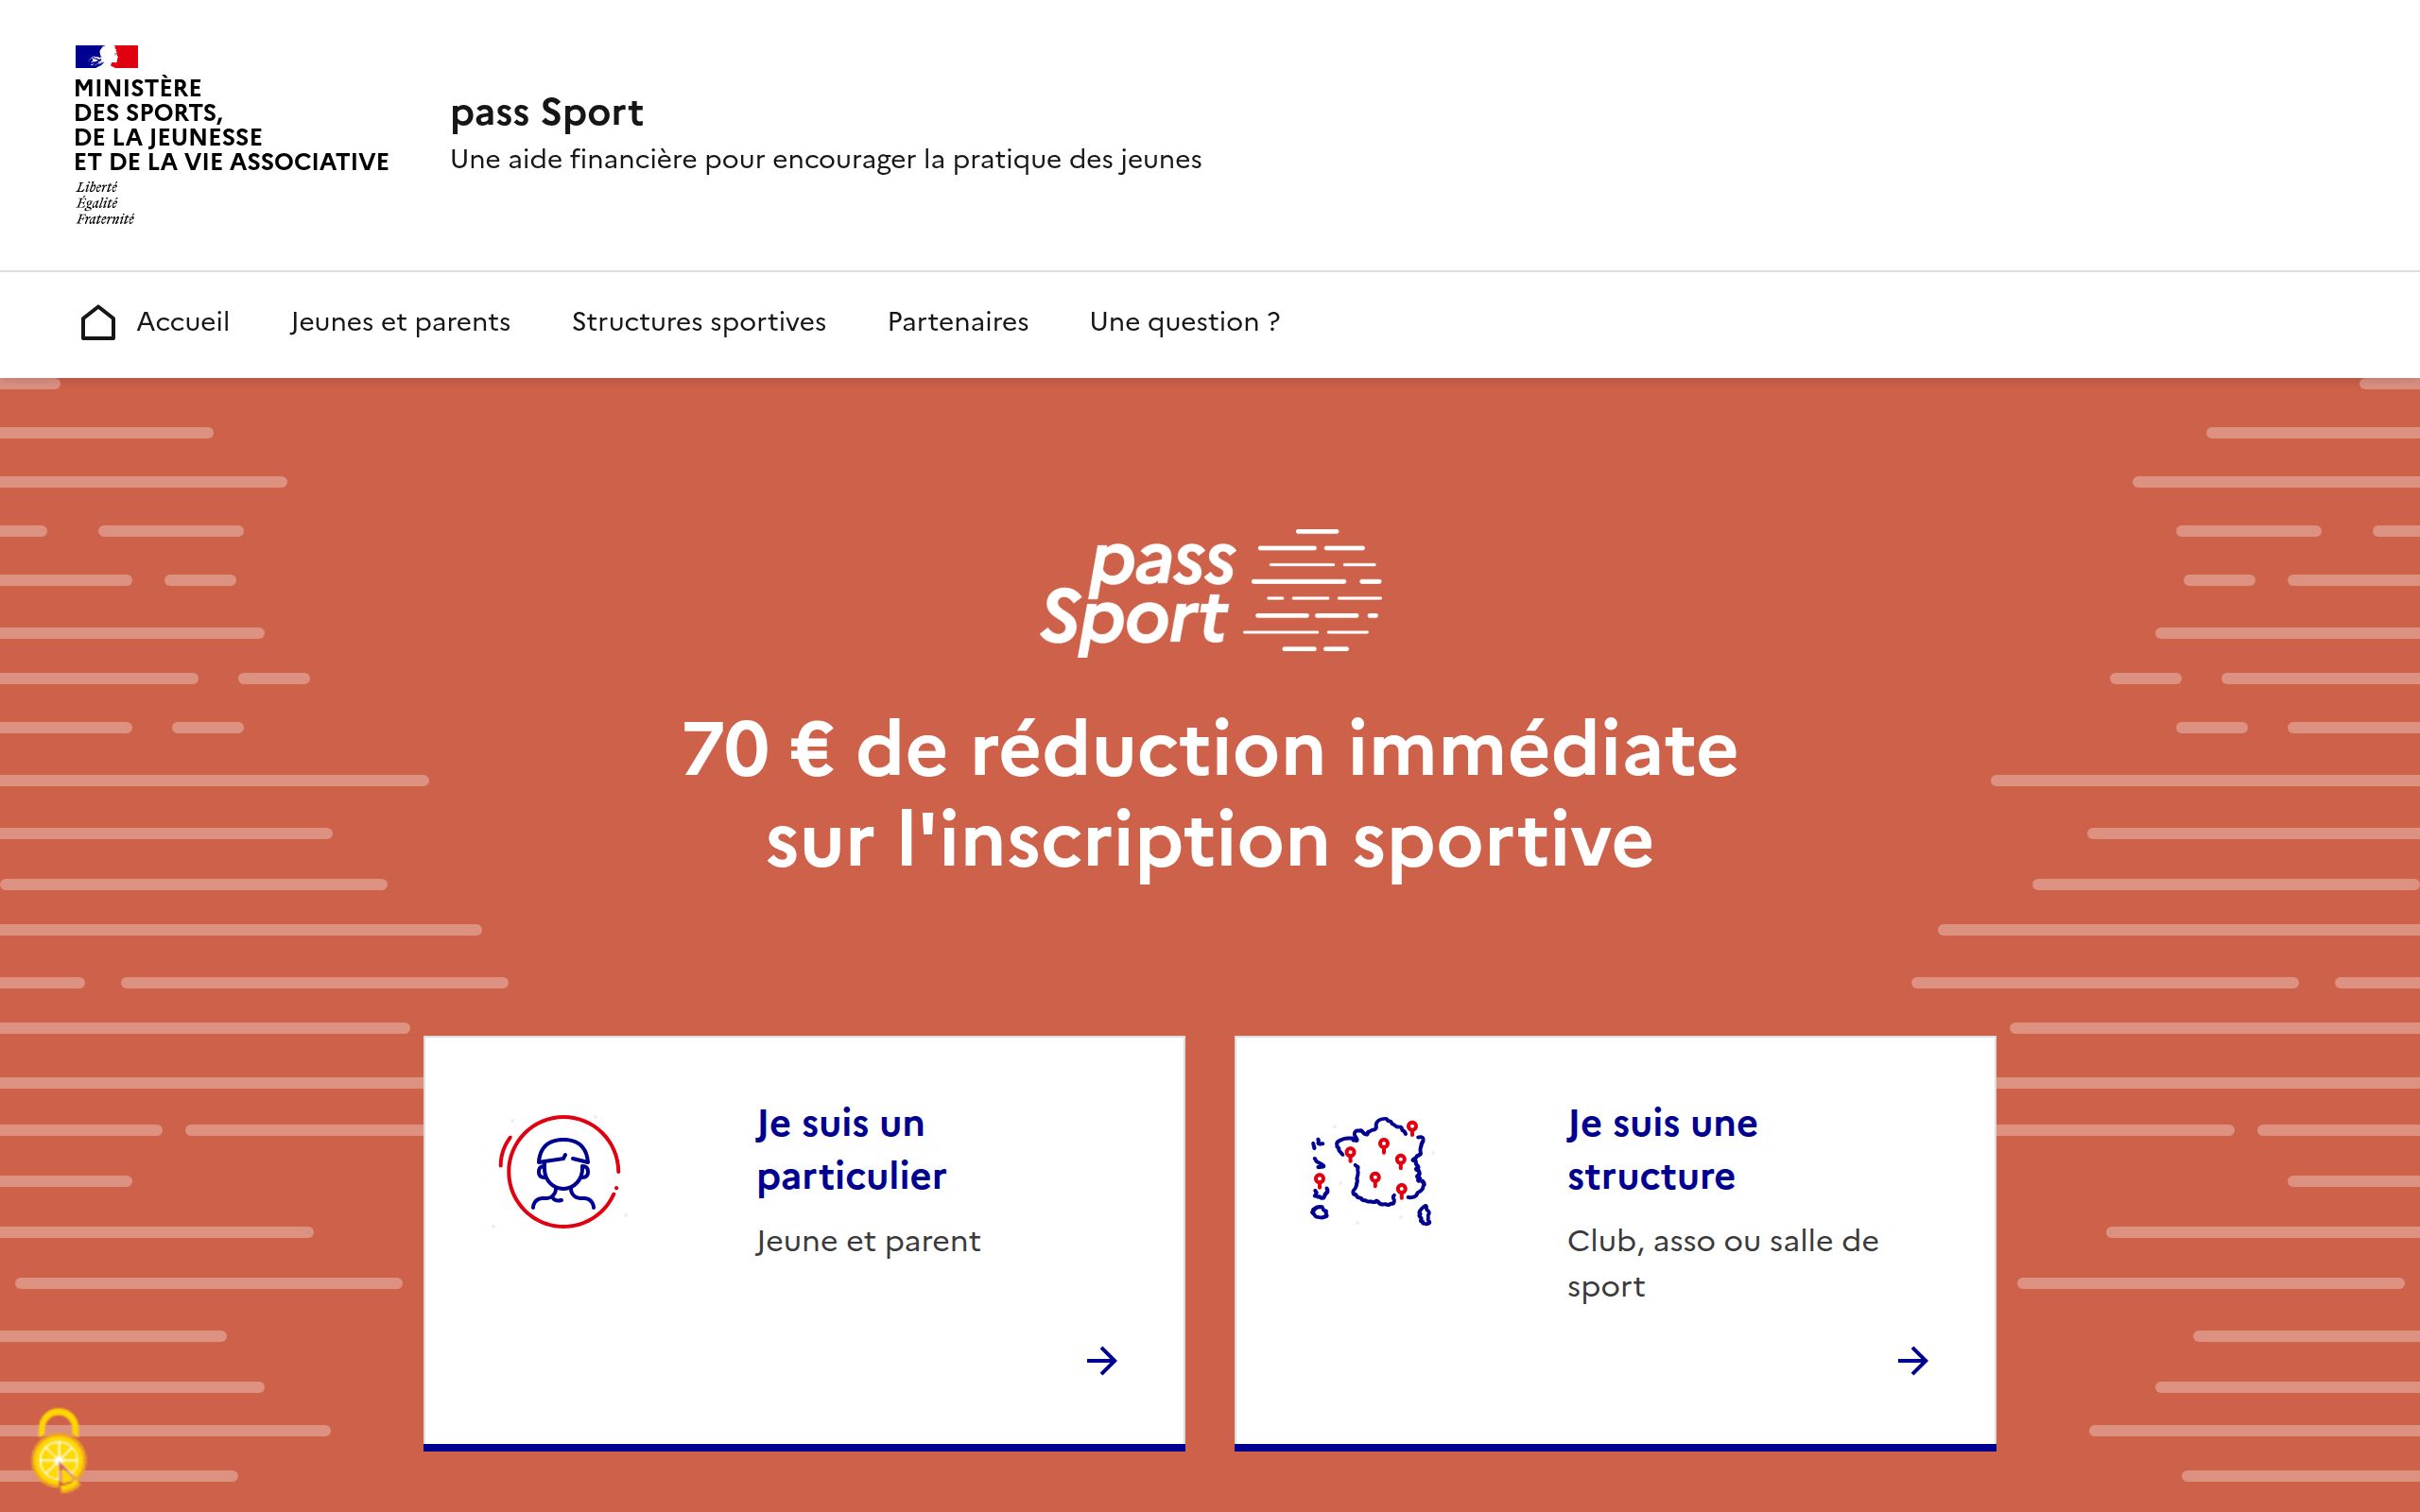 MINISTÈRE
DES SPORTS,
DE LA JEUNESSE
ET DE LA VIE ASSOCIATIVE
Liberté
Égalité
Fraternité
pass Sport
Une aide financière pour encourager la pratique des jeunes
Accueil
Jeunes et parents
Structures sportives
Partenaires
Une question ?
pass
Sport
70 € de réduction immédiate
sur l'inscription sportive
Je suis un
particulier
Jeune et parent
Je suis une
structure
Club, asso ou salle de
sport